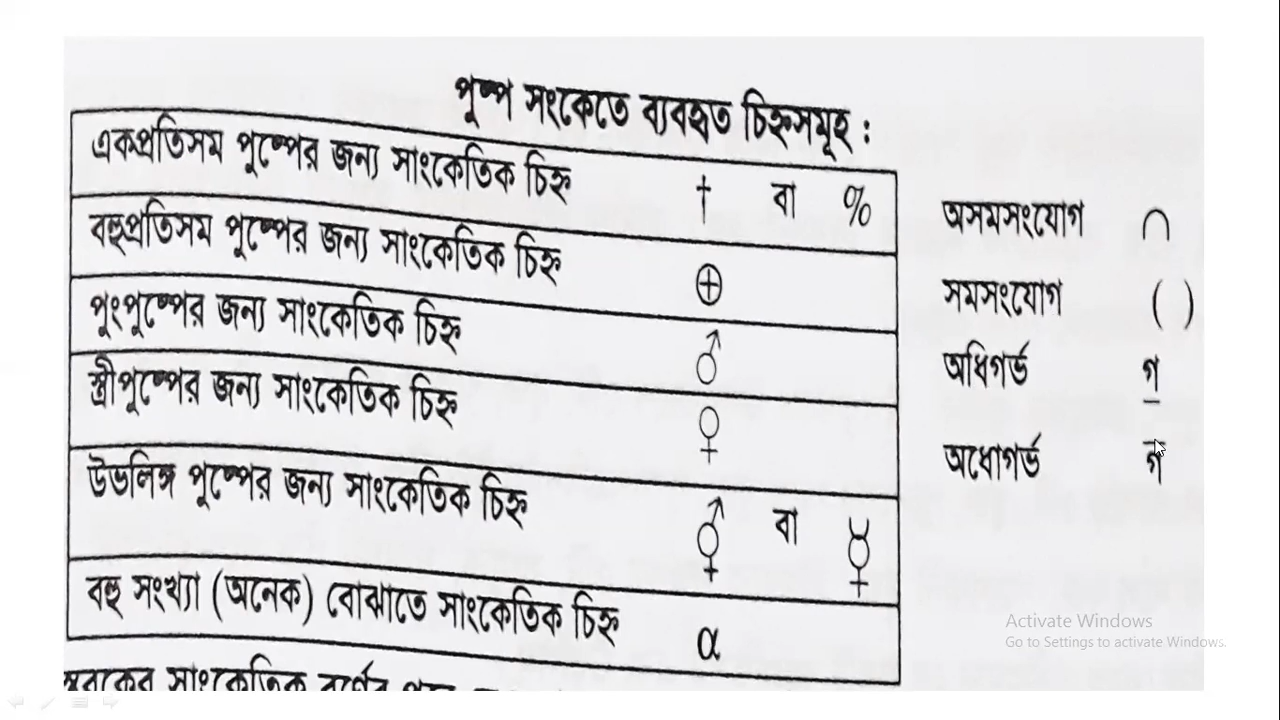 পুষ্প সংকেতে ব্যবহৃত চিহ্নসমূহ :
একপ্রতিসম পুষ্পের জন্য সাংকেতিক চিহ্ন † বা %
বহুপ্রতিসম পুষ্পের জন্য সাংকেতিক চিহ্ন ⊕
পুংপুষ্পের জন্য সাংকেতিক চিহ্ন ♂
স্ত্রীপুষ্পের জন্য সাংকেতিক চিহ্ন ♀
উভলিঙ্গ পুষ্পের জন্য সাংকেতিক চিহ্ন ⚥ বা ☿
বহু সংখ্যা (অনেক) বোঝাতে সাংকেতিক চিহ্ন α
অসমসংযোগ ∩
সমসংযোগ ( )
অধিগর্ভ গ̲
অধোগর্ভ গ̅
Activate Windows
Go to Settings to activate Windows.